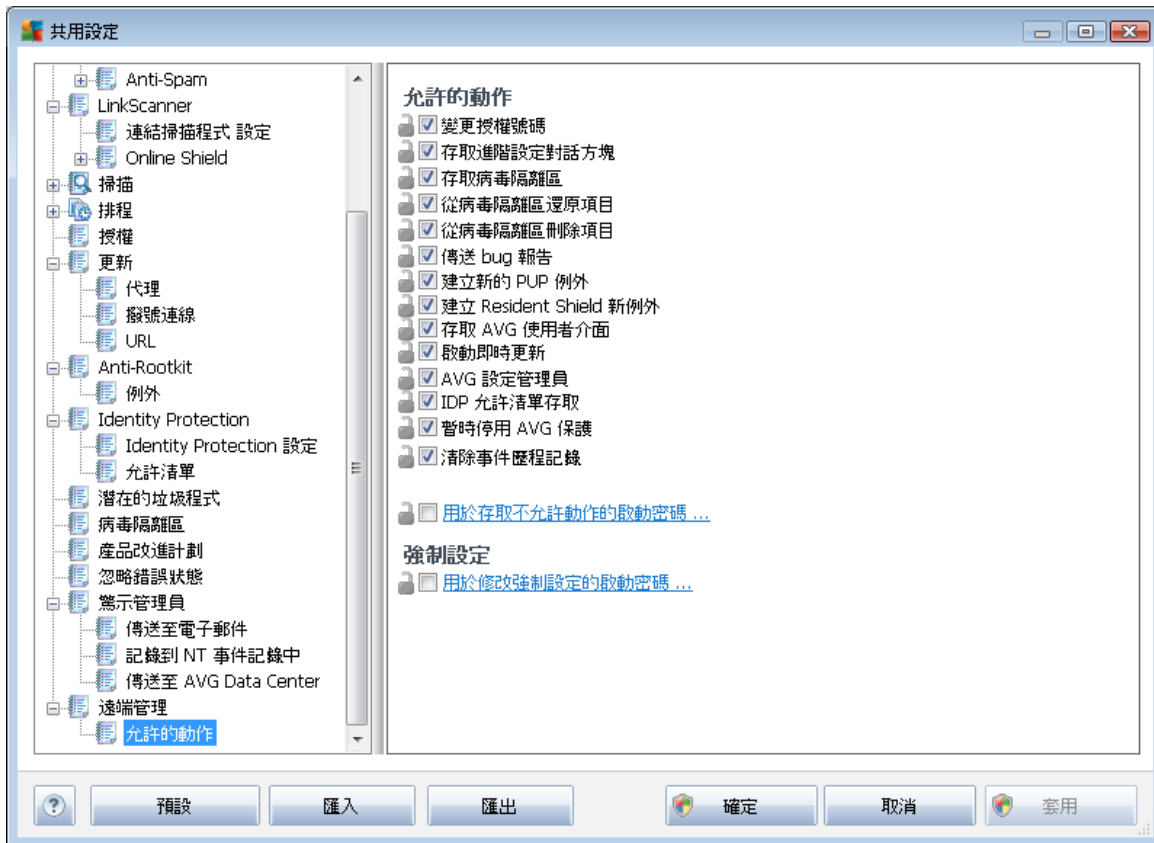 共用設定
Anti-Spam
LinkScanner
連結掃描程式 設定
Online Shield
掃描
排程
授權
更新
代理
撥號連線
URL
Anti-Rootkit
例外
Identity Protection
Identity Protection 設定
允許清單
潛在的垃圾程式
病毒隔離區
產品改進計劃
忽略錯誤狀態
警示管理員
傳送至電子郵件
記錄到 NT 事件記錄中
傳送至 AVG Data Center
遠端管理
允許的動作
允許的動作
變更授權號碼
存取進階設定對話方塊
存取病毒隔離區
從病毒隔離區還原項目
從病毒隔離區刪除項目
傳送 bug 報告
建立新的 PUP 例外
建立 Resident Shield 新例外
存取 AVG 使用者介面
啟動即時更新
AVG 設定管理員
IDP 允許清單存取
暫時停用 AVG 保護
清除事件歷程記錄
用於存取不允許動作的啟動密碼 ...
強制設定
用於修改強制設定的啟動密碼 ...
?
預設
匯入
匯出
確定
取消
套用